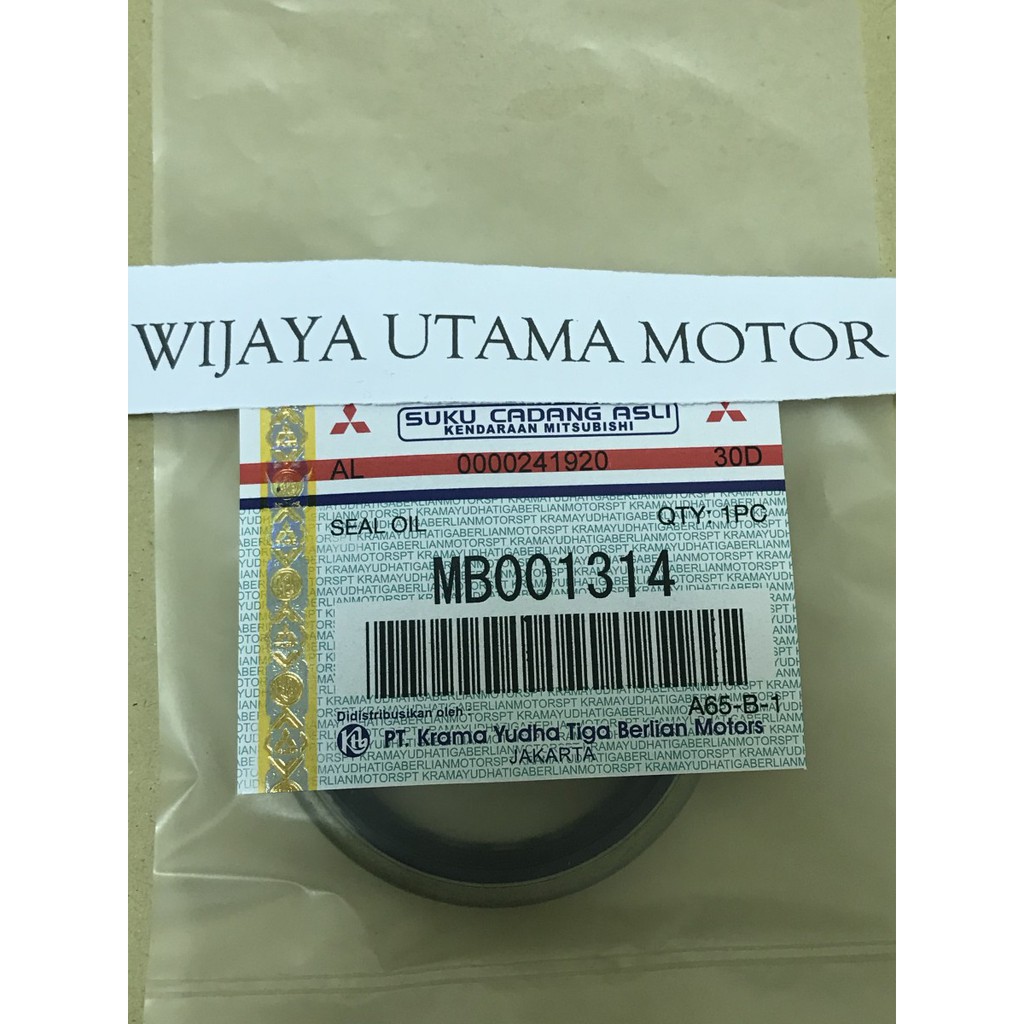 WIJAYA UTAMA MOTOR
SUKU CADANG ASLI
KENDARAAN MITSUBISHI
AL 0000241920 30D
SEAL OIL QTY: 1PC
MB001314
A65-B-1
Didistribusikan oleh
PT. Krama Yudha Tiga Berlian Motors
JAKARTA